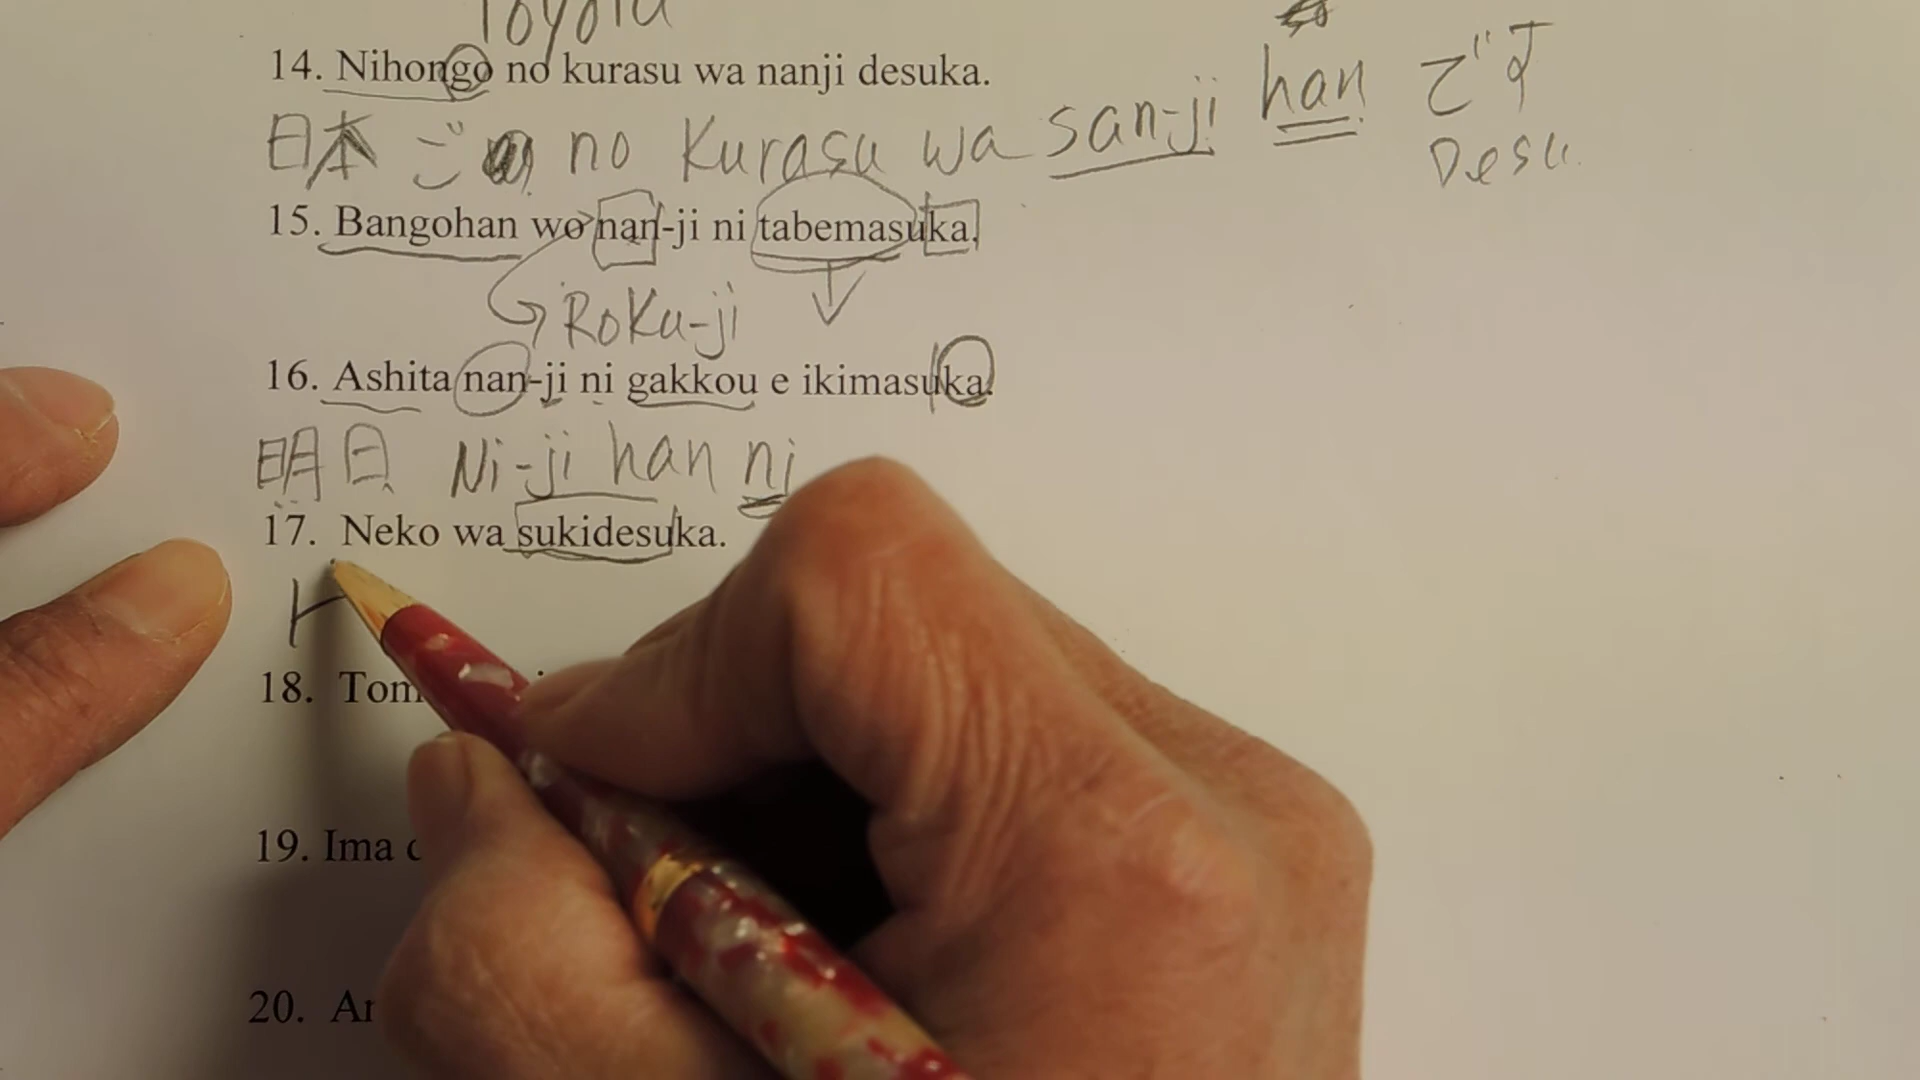 Toyota
14. Nihongo no kurasu wa nanji desuka.
日本 ご no Kurasu wa san-ji han です
Desu
15. Bangohan wo nan-ji ni tabemasuka.
Roku-ji
16. Ashita nan-ji ni gakkou e ikimasuka.
明日 Ni-ji han ni
17. Neko wa sukidesuka.
18. Tom
19. Ima
20.